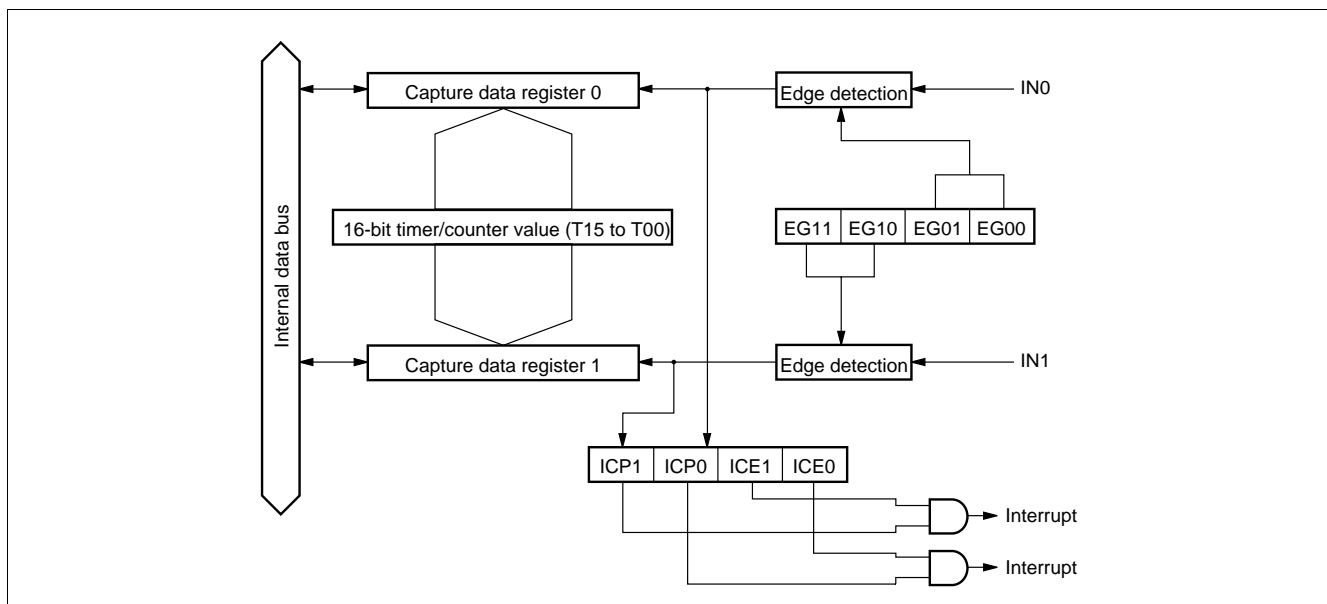 Capture data register 0
Edge detection
IN0
Internal data bus
16-bit timer/counter value (T15 to T00)
EG11 EG10 EG01 EG00
Capture data register 1
Edge detection
IN1
ICP1 ICP0 ICE1 ICE0
Interrupt
Interrupt